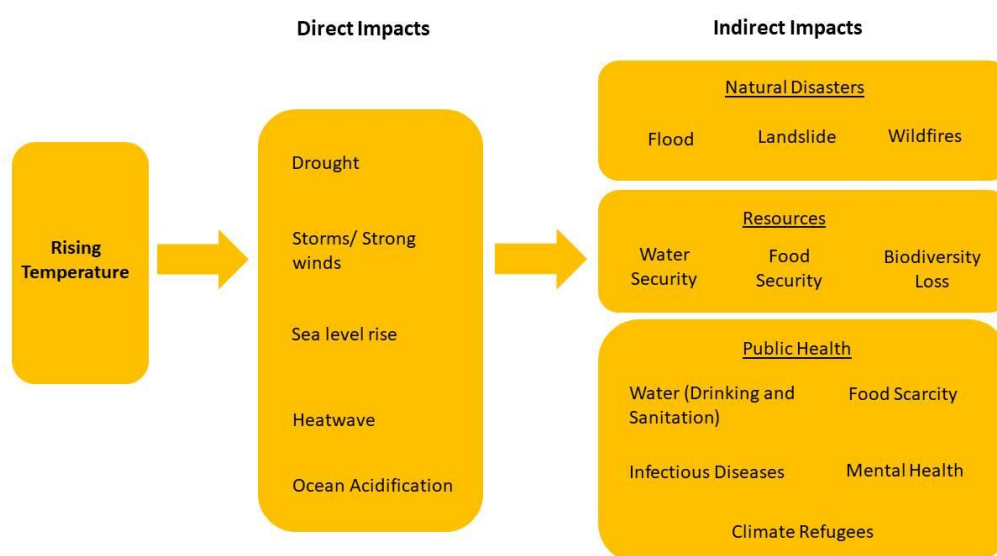 Direct Impacts
Indirect Impacts
Rising
Temperature
Drought
Storms/ Strong
winds
Sea level rise
Heatwave
Ocean Acidification
Natural Disasters
Flood
Landslide
Wildfires
Resources
Water
Security
Food
Security
Biodiversity
Loss
Public Health
Water (Drinking and
Sanitation)
Food Scarcity
Infectious Diseases
Mental Health
Climate Refugees